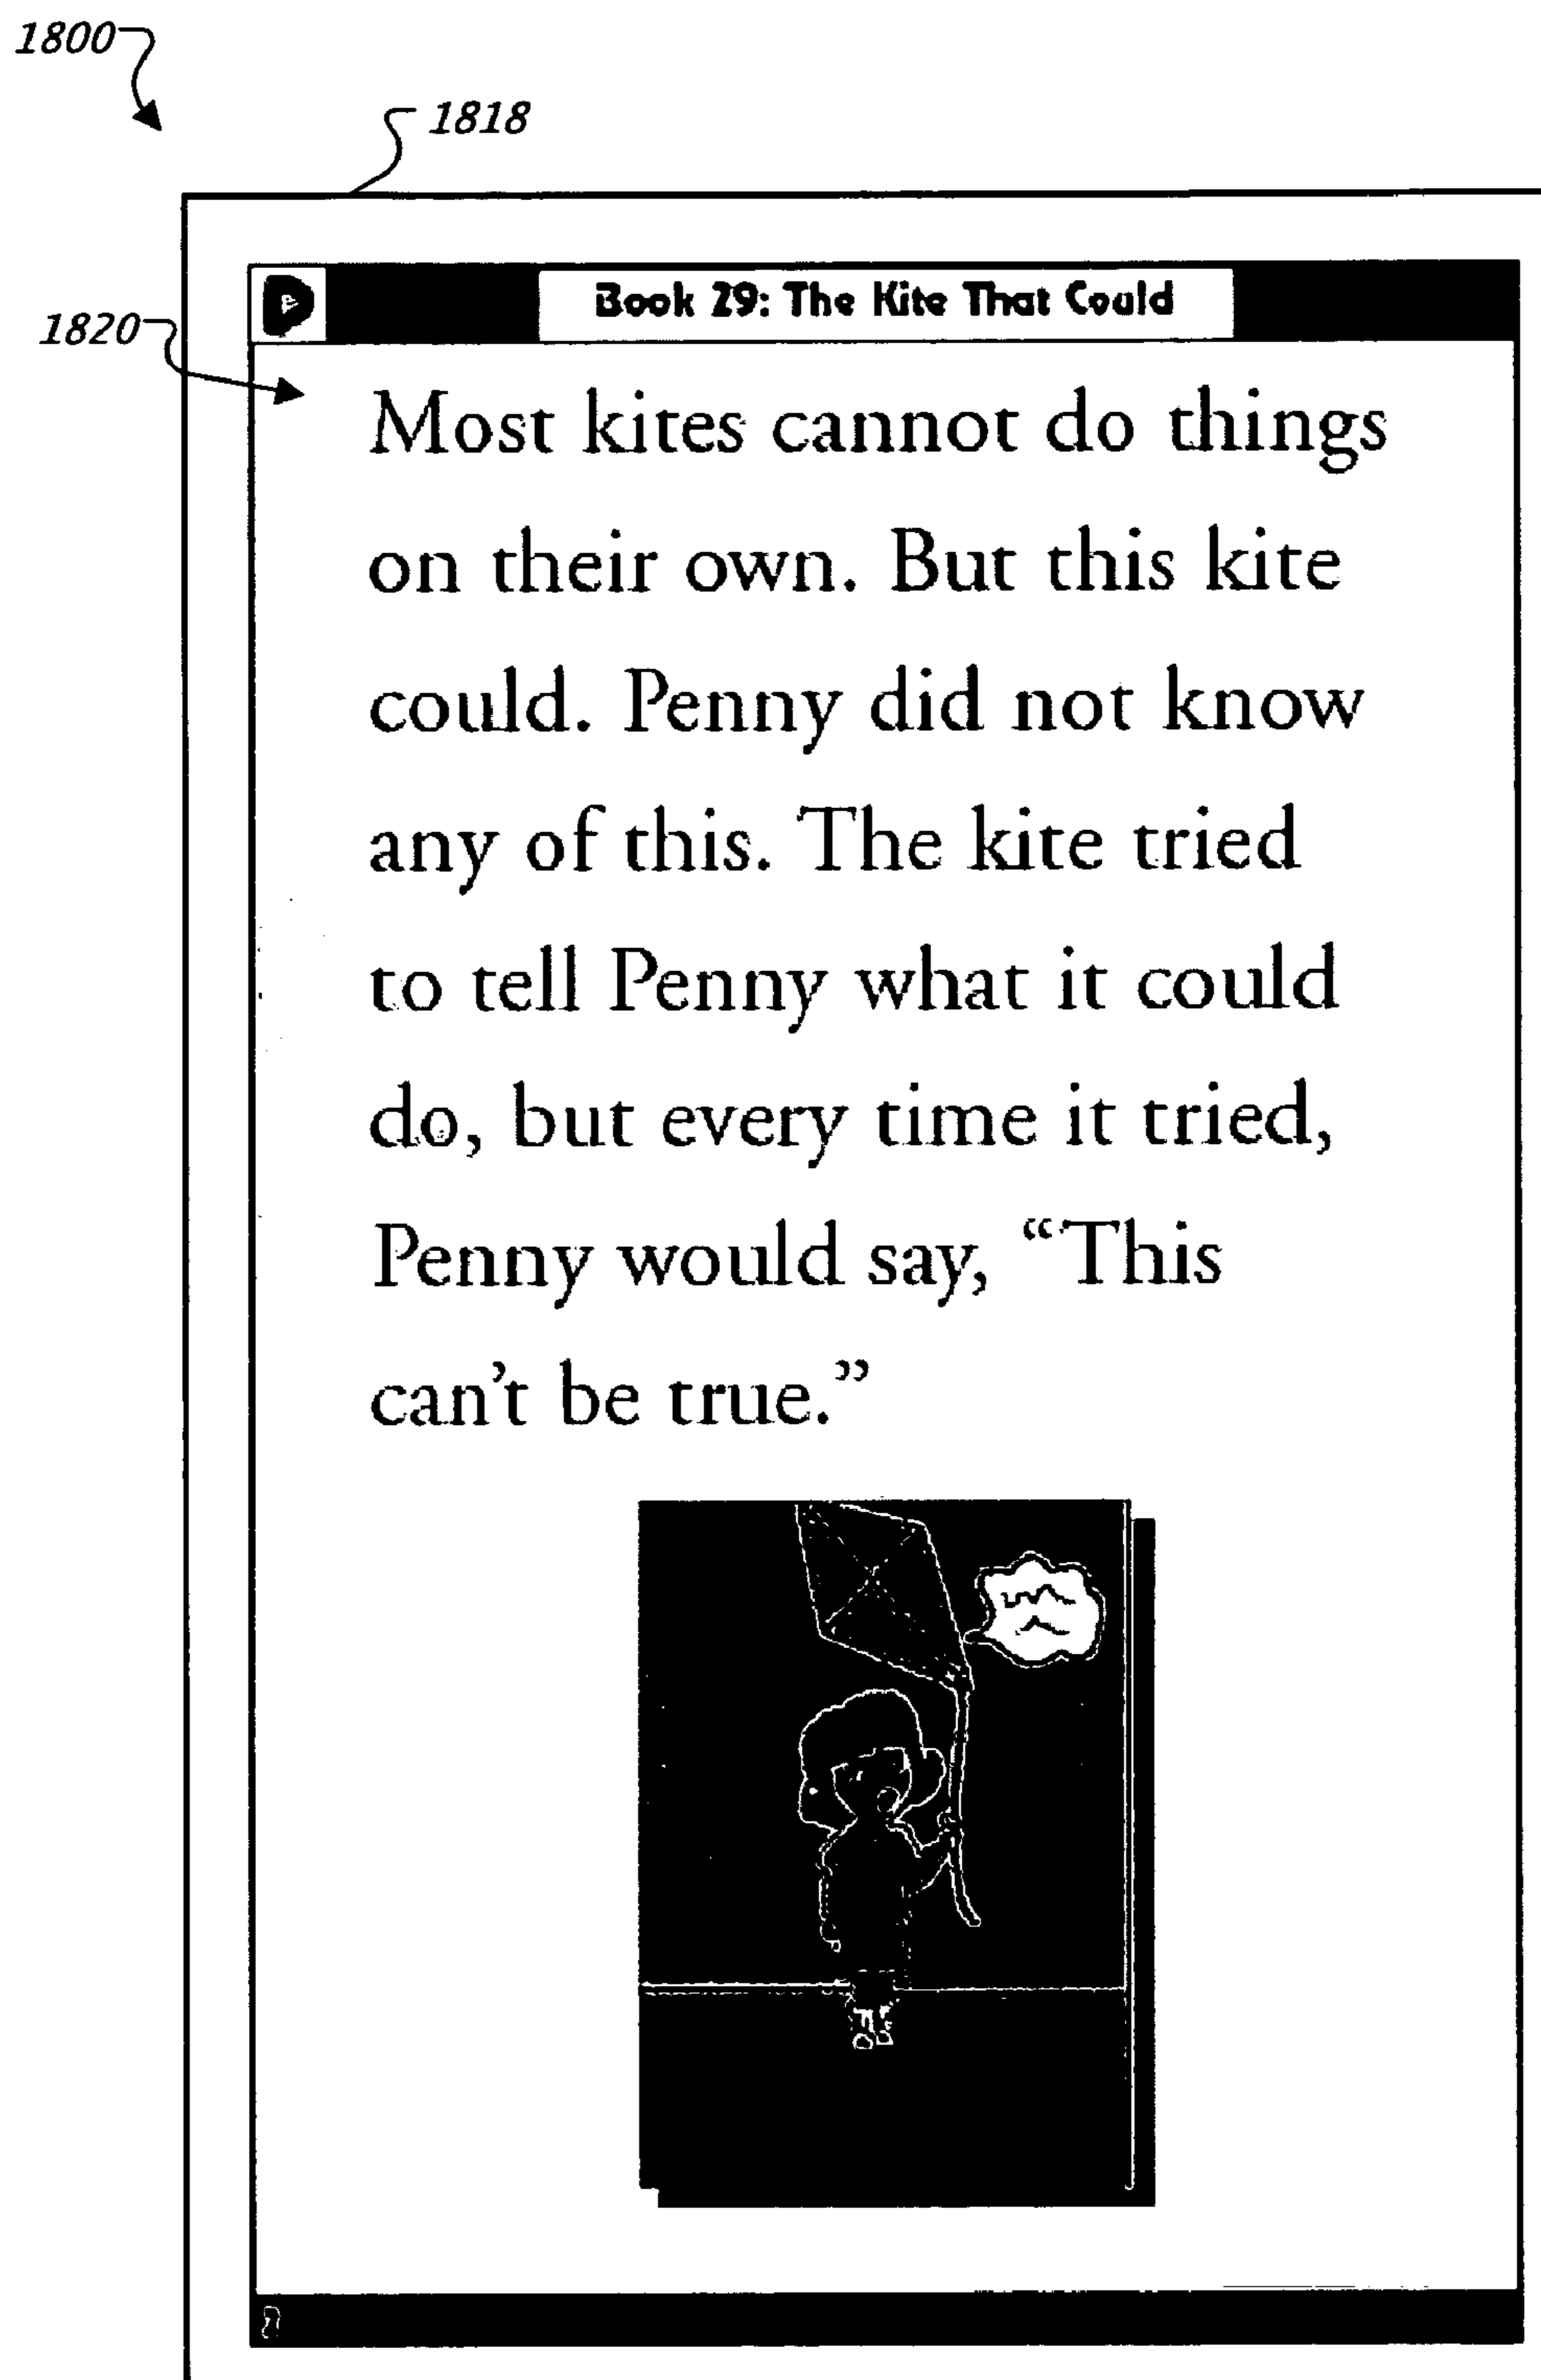 1800
1818
Book 29: The Kite That Could
1820
Most kites cannot do things
on their own. But this kite
could. Penny did not know
any of this. The kite tried
to tell Penny what it could
do, but every time it tried,
Penny would say, “This
can’t be true.”